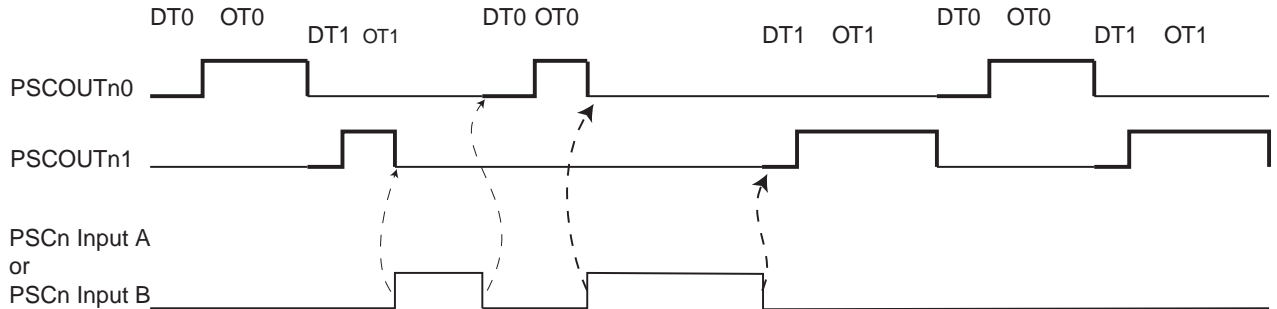 DT0 OT0 DT0 OT0 DT0 OT0
DT1 OT1 DT1 OT1 DT1 OT1
PSCOUTn0
PSCOUTn1
PSCn Input A
or
PSCn Input B